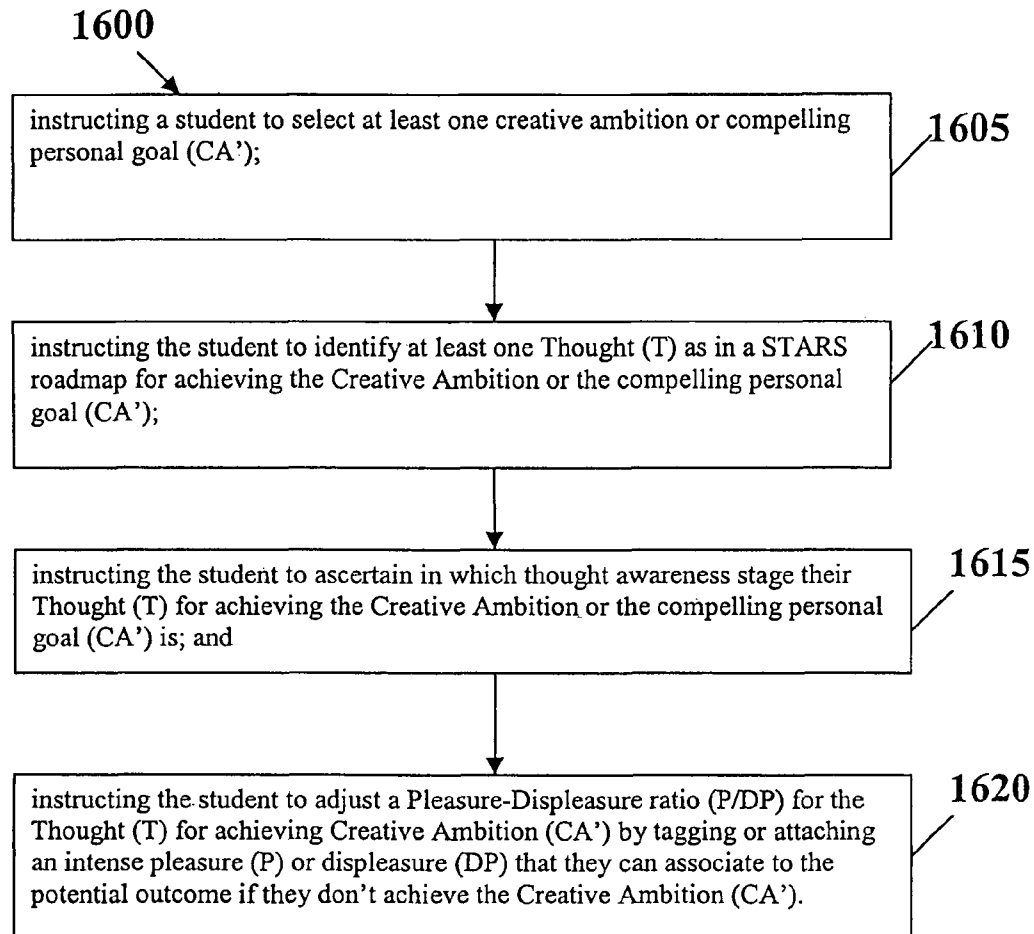 1600
instructing a student to select at least one creative ambition or compelling
personal goal (CA’);
1605
instructing the student to identify at least one Thought (T) as in a STARS
roadmap for achieving the Creative Ambition or the compelling personal
goal (CA’);
1610
instructing the student to ascertain in which thought awareness stage their
Thought (T) for achieving the Creative Ambition or the compelling personal
goal (CA’) is; and
1615
instructing the student to adjust a Pleasure-Displeasure ratio (P/DP) for the
Thought (T) for achieving Creative Ambition (CA’) by tagging or attaching
an intense pleasure (P) or displeasure (DP) that they can associate to the
potential outcome if they don’t achieve the Creative Ambition (CA’).
1620